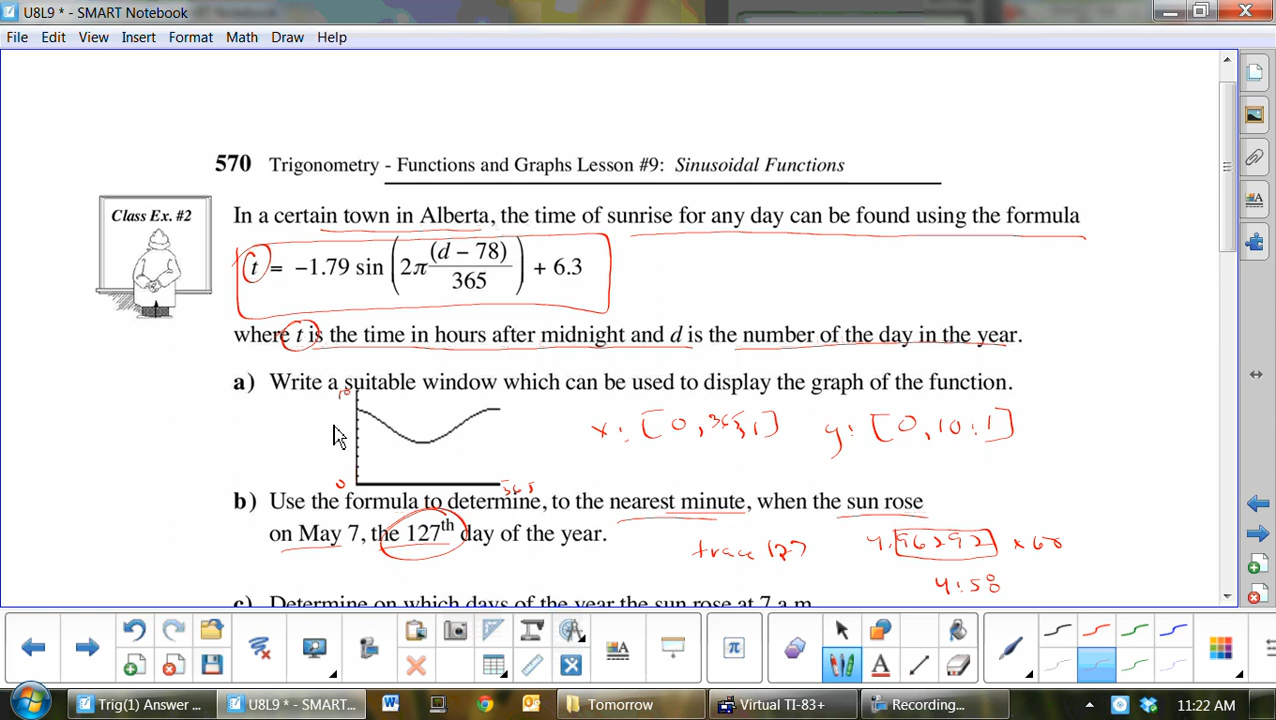 U8L9 * - SMART Notebook
File Edit View Insert Format Math Draw Help
570 Trigonometry - Functions and Graphs Lesson #9: Sinusoidal Functions
Class Ex. #2
In a certain town in Alberta, the time of sunrise for any day can be found using the formula
t = −1.79 sin (2π (d − 78)/365) + 6.3
where t is the time in hours after midnight and d is the number of the day in the year.
a) Write a suitable window which can be used to display the graph of the function.
10
x: [0, 365, 1] y: [0, 10, 1]
0
365
b) Use the formula to determine, to the nearest minute, when the sun rose
on May 7, the 127th day of the year.
trace 127 4.96292 × 60
4:58
c) Determine on which days of the year the sun rose at 7 a.m.
Trig(1) Answer ... U8L9 * - SMART... Tomorrow Virtual TI-83+ Recording... 11:22 AM